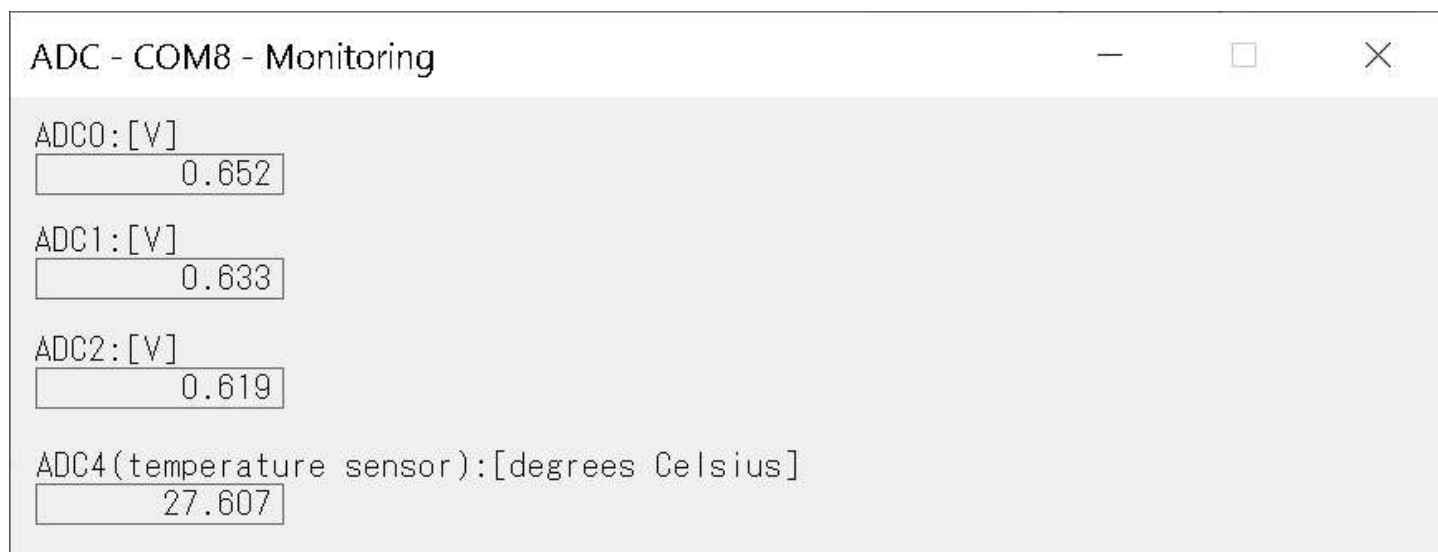 ADC - COM8 - Monitoring
ADC0:[V]
0.652
ADC1:[V]
0.633
ADC2:[V]
0.619
ADC4(temperature sensor):[degrees Celsius]
27.607